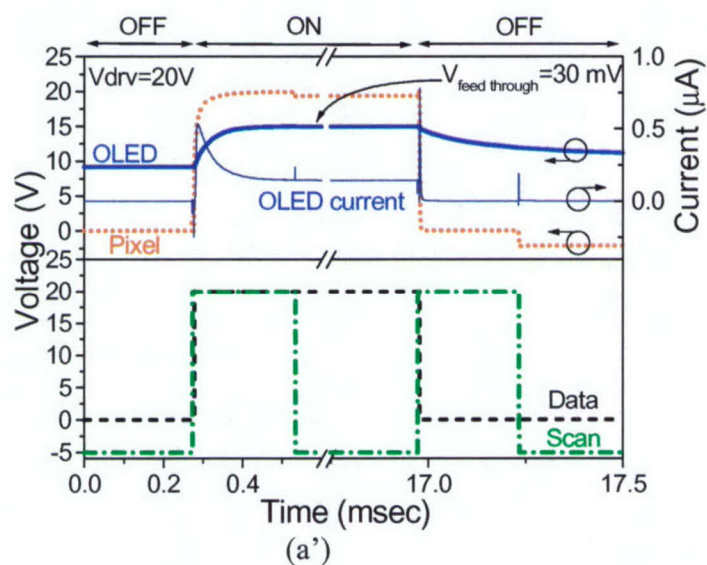 OFF ON OFF
25 1.0
Vdrv=20V V feed through =30 mV
20
15 0.5
OLED
10
5 0.0
OLED current
0 Pixel
25
20
15
10
5
0 Data
-5 Scan
Voltage (V)
Current (μA)
0.0 0.2 0.4 17.0 17.5
Time (msec)
(a')